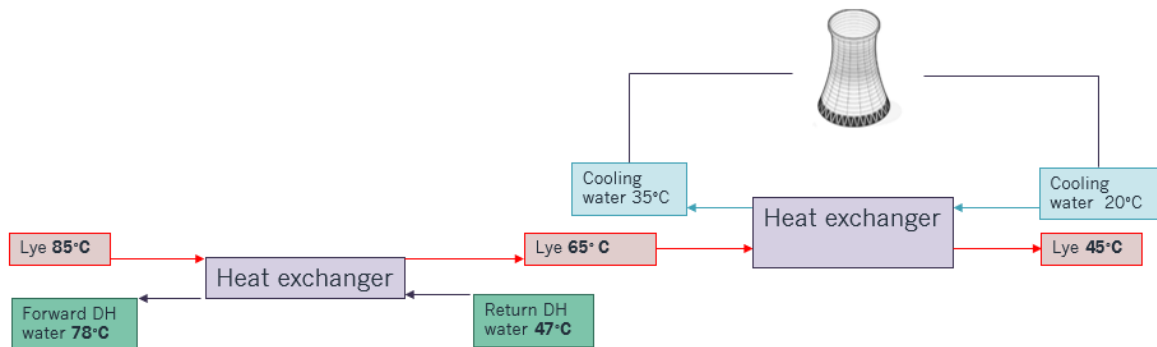 Cooling
water 35°C
Heat exchanger
Cooling
water 20°C
Lye 85°C
Heat exchanger
Lye 65°C
Lye 45°C
Forward DH
water 78°C
Return DH
water 47°C